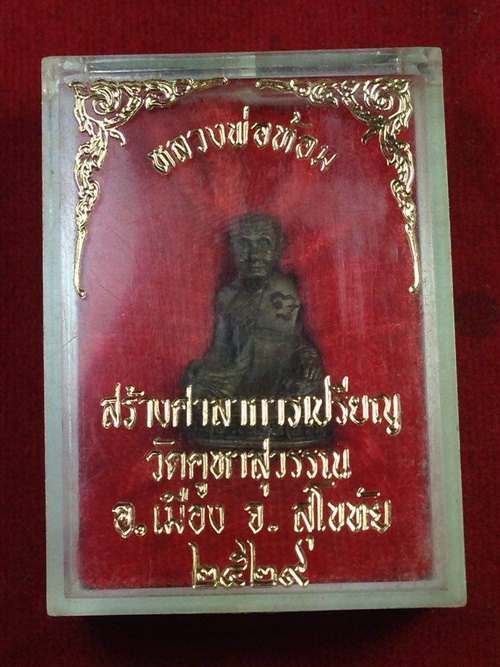 หลวงพ่อห้อม
สร้างศาลาการเปรียญ
วัดคูหาสุวรรณ
อ.เมือง จ. สุโขทัย
๒๕๒๙